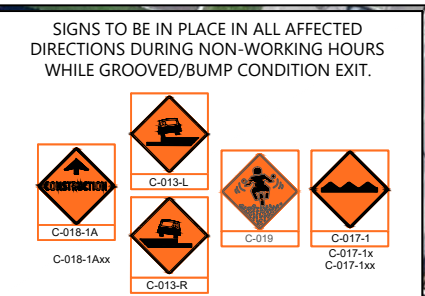 SIGNS TO BE IN PLACE IN ALL AFFECTED
DIRECTIONS DURING NON-WORKING HOURS
WHILE GROOVED/BUMP CONDITION EXIT.
C-013-L
CONSTRUCTION
C-018-1A
C-019
C-017-1
C-018-1Axx
C-017-1x
C-017-1xx
C-013-R